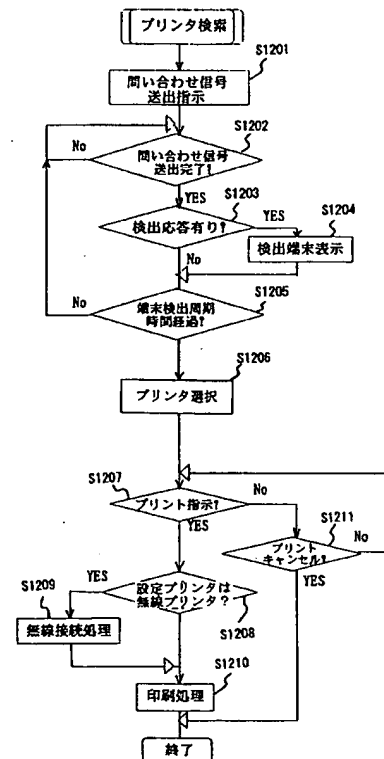 プリンタ検索
S1201
問い合わせ信号
送出指示
S1202
No
問い合わせ信号
送出完了?
YES
S1203
検出応答有り?
YES
S1204
検出端末表示
No
S1205
No
端末検出周期
時間経過?
S1206
プリンタ選択
S1207
プリント指示?
No
YES
S1211
プリント
キャンセル?
No
YES
YES
設定プリンタは
無線プリンタ?
S1208
S1209
無線接続処理
S1210
印刷処理
終了